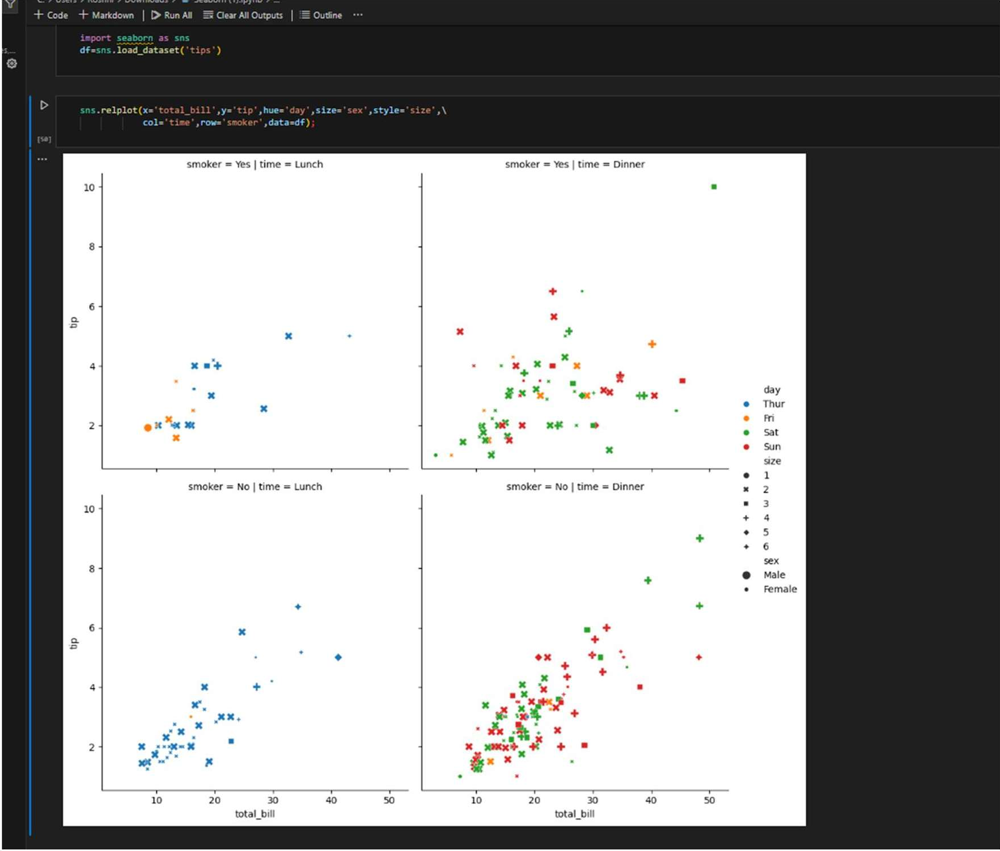 Code Markdown Run All Clear All Outputs Outline ...
import seaborn as sns
df=sns.load_dataset('tips')
sns.relplot(x='total_bill',y='tip',hue='day',size='sex',style='size',\
col='time',row='smoker',data=df);
[50]
...
smoker = Yes | time = Lunch
smoker = Yes | time = Dinner
10
8
6
4
2
tip
smoker = No | time = Lunch
smoker = No | time = Dinner
10
8
6
4
2
tip
10 20 30 40 50
total_bill
10 20 30 40 50
total_bill
day
Thur
Fri
Sat
Sun
size
1
2
3
4
5
6
sex
Male
Female